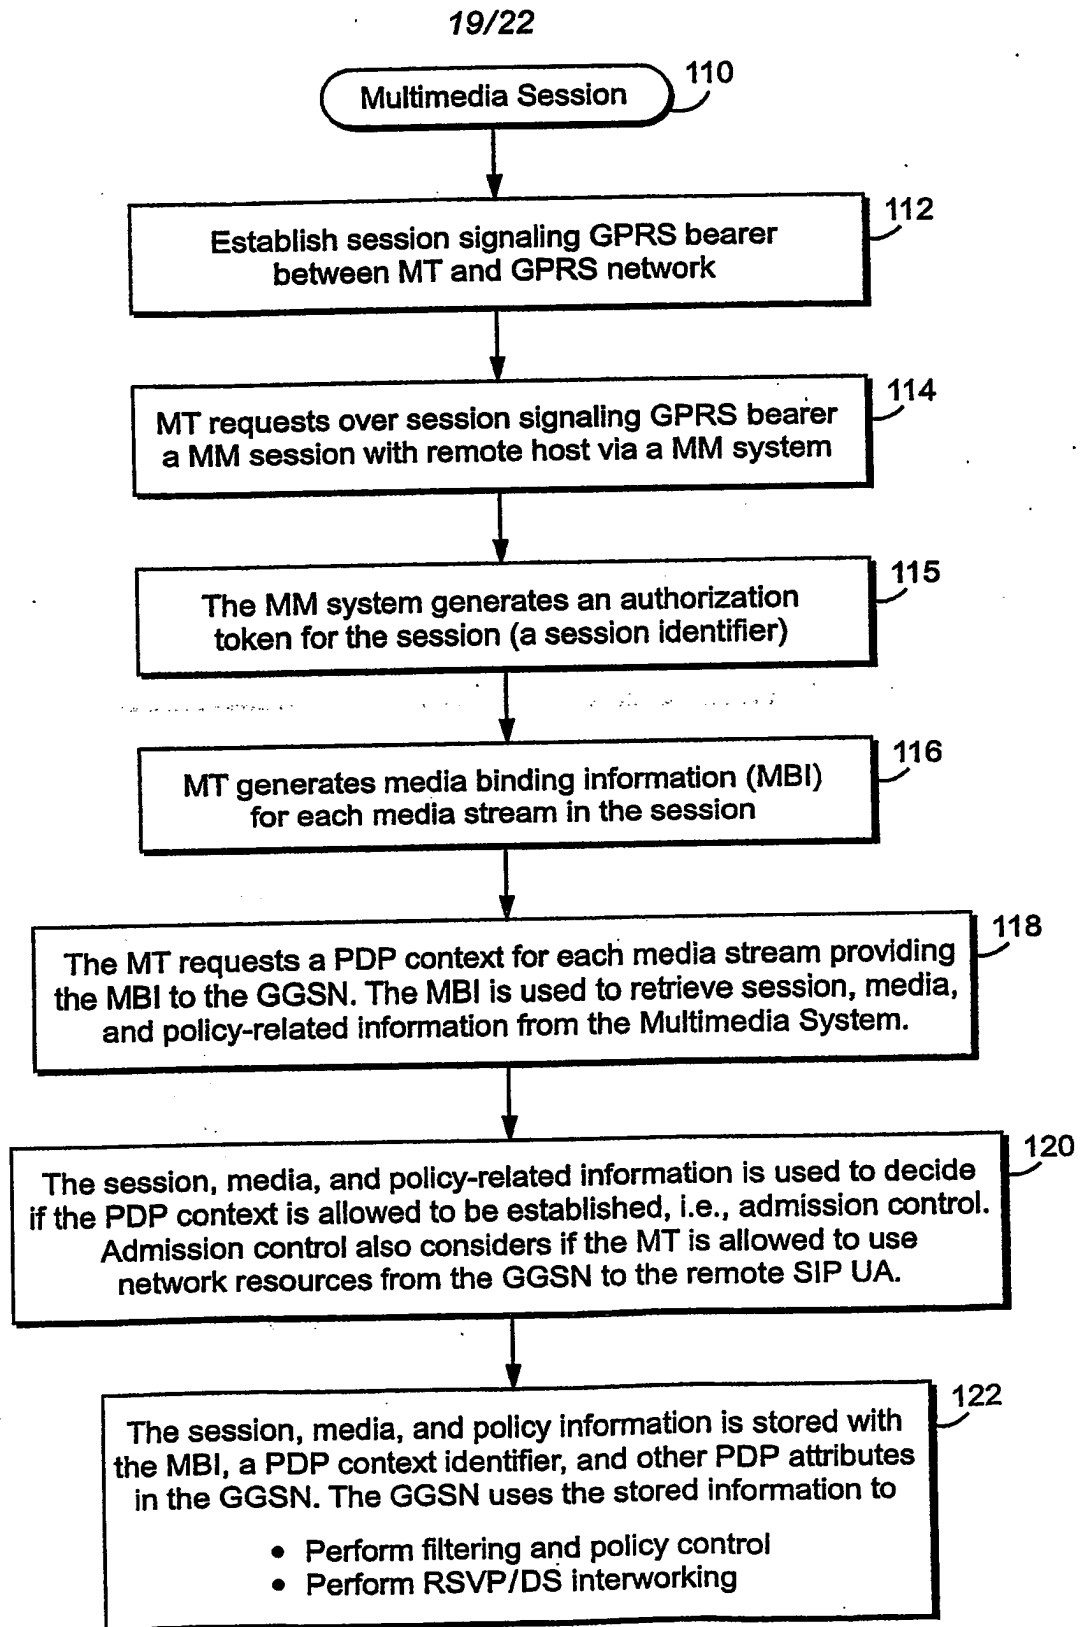 19/22
Multimedia Session
110
112
Establish session signaling GPRS bearer
between MT and GPRS network
114
MT requests over session signaling GPRS bearer
a MM session with remote host via a MM system
115
The MM system generates an authorization
token for the session (a session identifier)
116
MT generates media binding information (MBI)
for each media stream in the session
118
The MT requests a PDP context for each media stream providing
the MBI to the GGSN. The MBI is used to retrieve session, media,
and policy-related information from the Multimedia System.
120
The session, media, and policy-related information is used to decide
if the PDP context is allowed to be established, i.e., admission control.
Admission control also considers if the MT is allowed to use
network resources from the GGSN to the remote SIP UA.
122
The session, media, and policy information is stored with
the MBI, a PDP context identifier, and other PDP attributes
in the GGSN. The GGSN uses the stored information to
• Perform filtering and policy control
• Perform RSVP/DS interworking